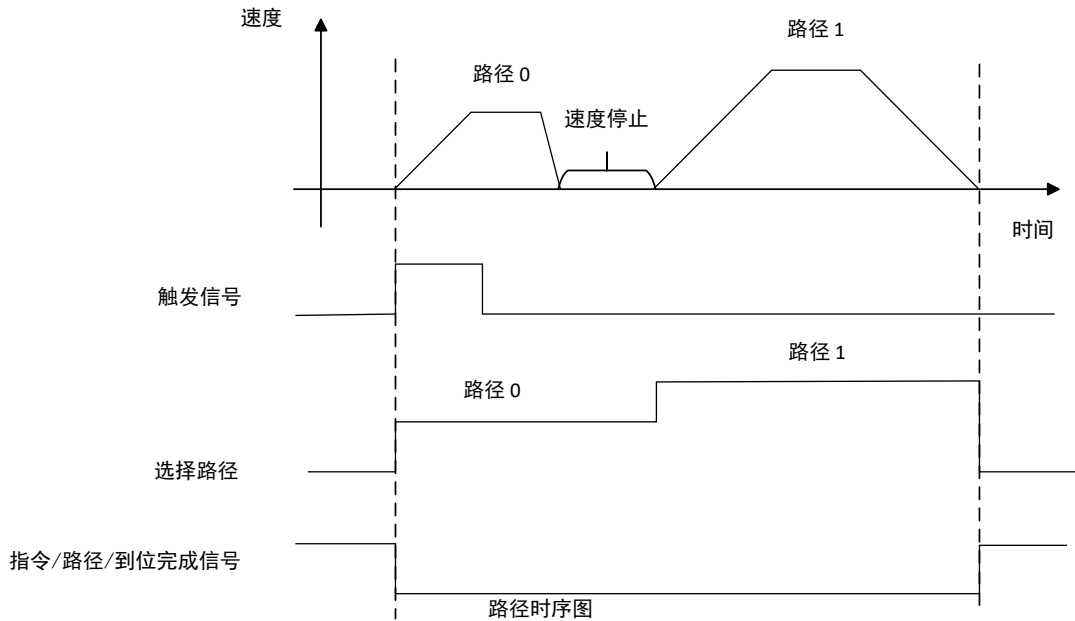 速度
路径 1
路径 0
速度停止
时间
触发信号
路径 1
路径 0
选择路径
指令/路径/到位完成信号
路径时序图